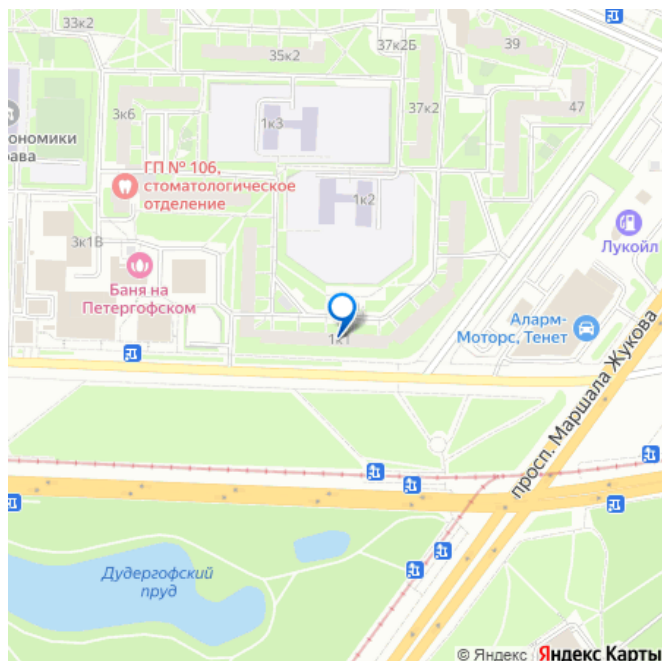 33к2
35к2
37к2Б
39
3к6
1к3
37к2
47
ономики
рава
ГП № 106,
стоматологическое
отделение
1к2
Лукойл
3к1В
Баня на
Петергофском
Аларм-
Моторс, Тенет
1к1
просп. Маршала Жукова
Дудергофский
пруд
© Яндекс Яндекс Карты